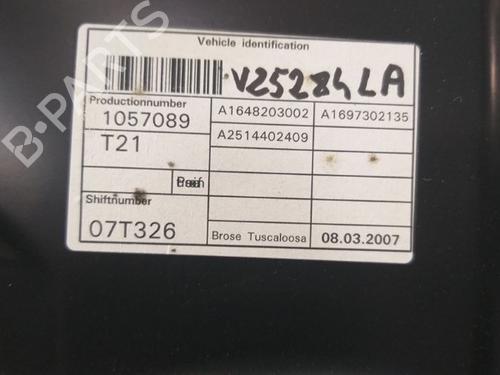 Vehicle identification
V25284LA
Productionnumber
1057089
A1648203002
A1697302135
T21
A2514402409
Shiftnumber
07T326
Brose Tuscaloosa
08.03.2007
B-PARTS